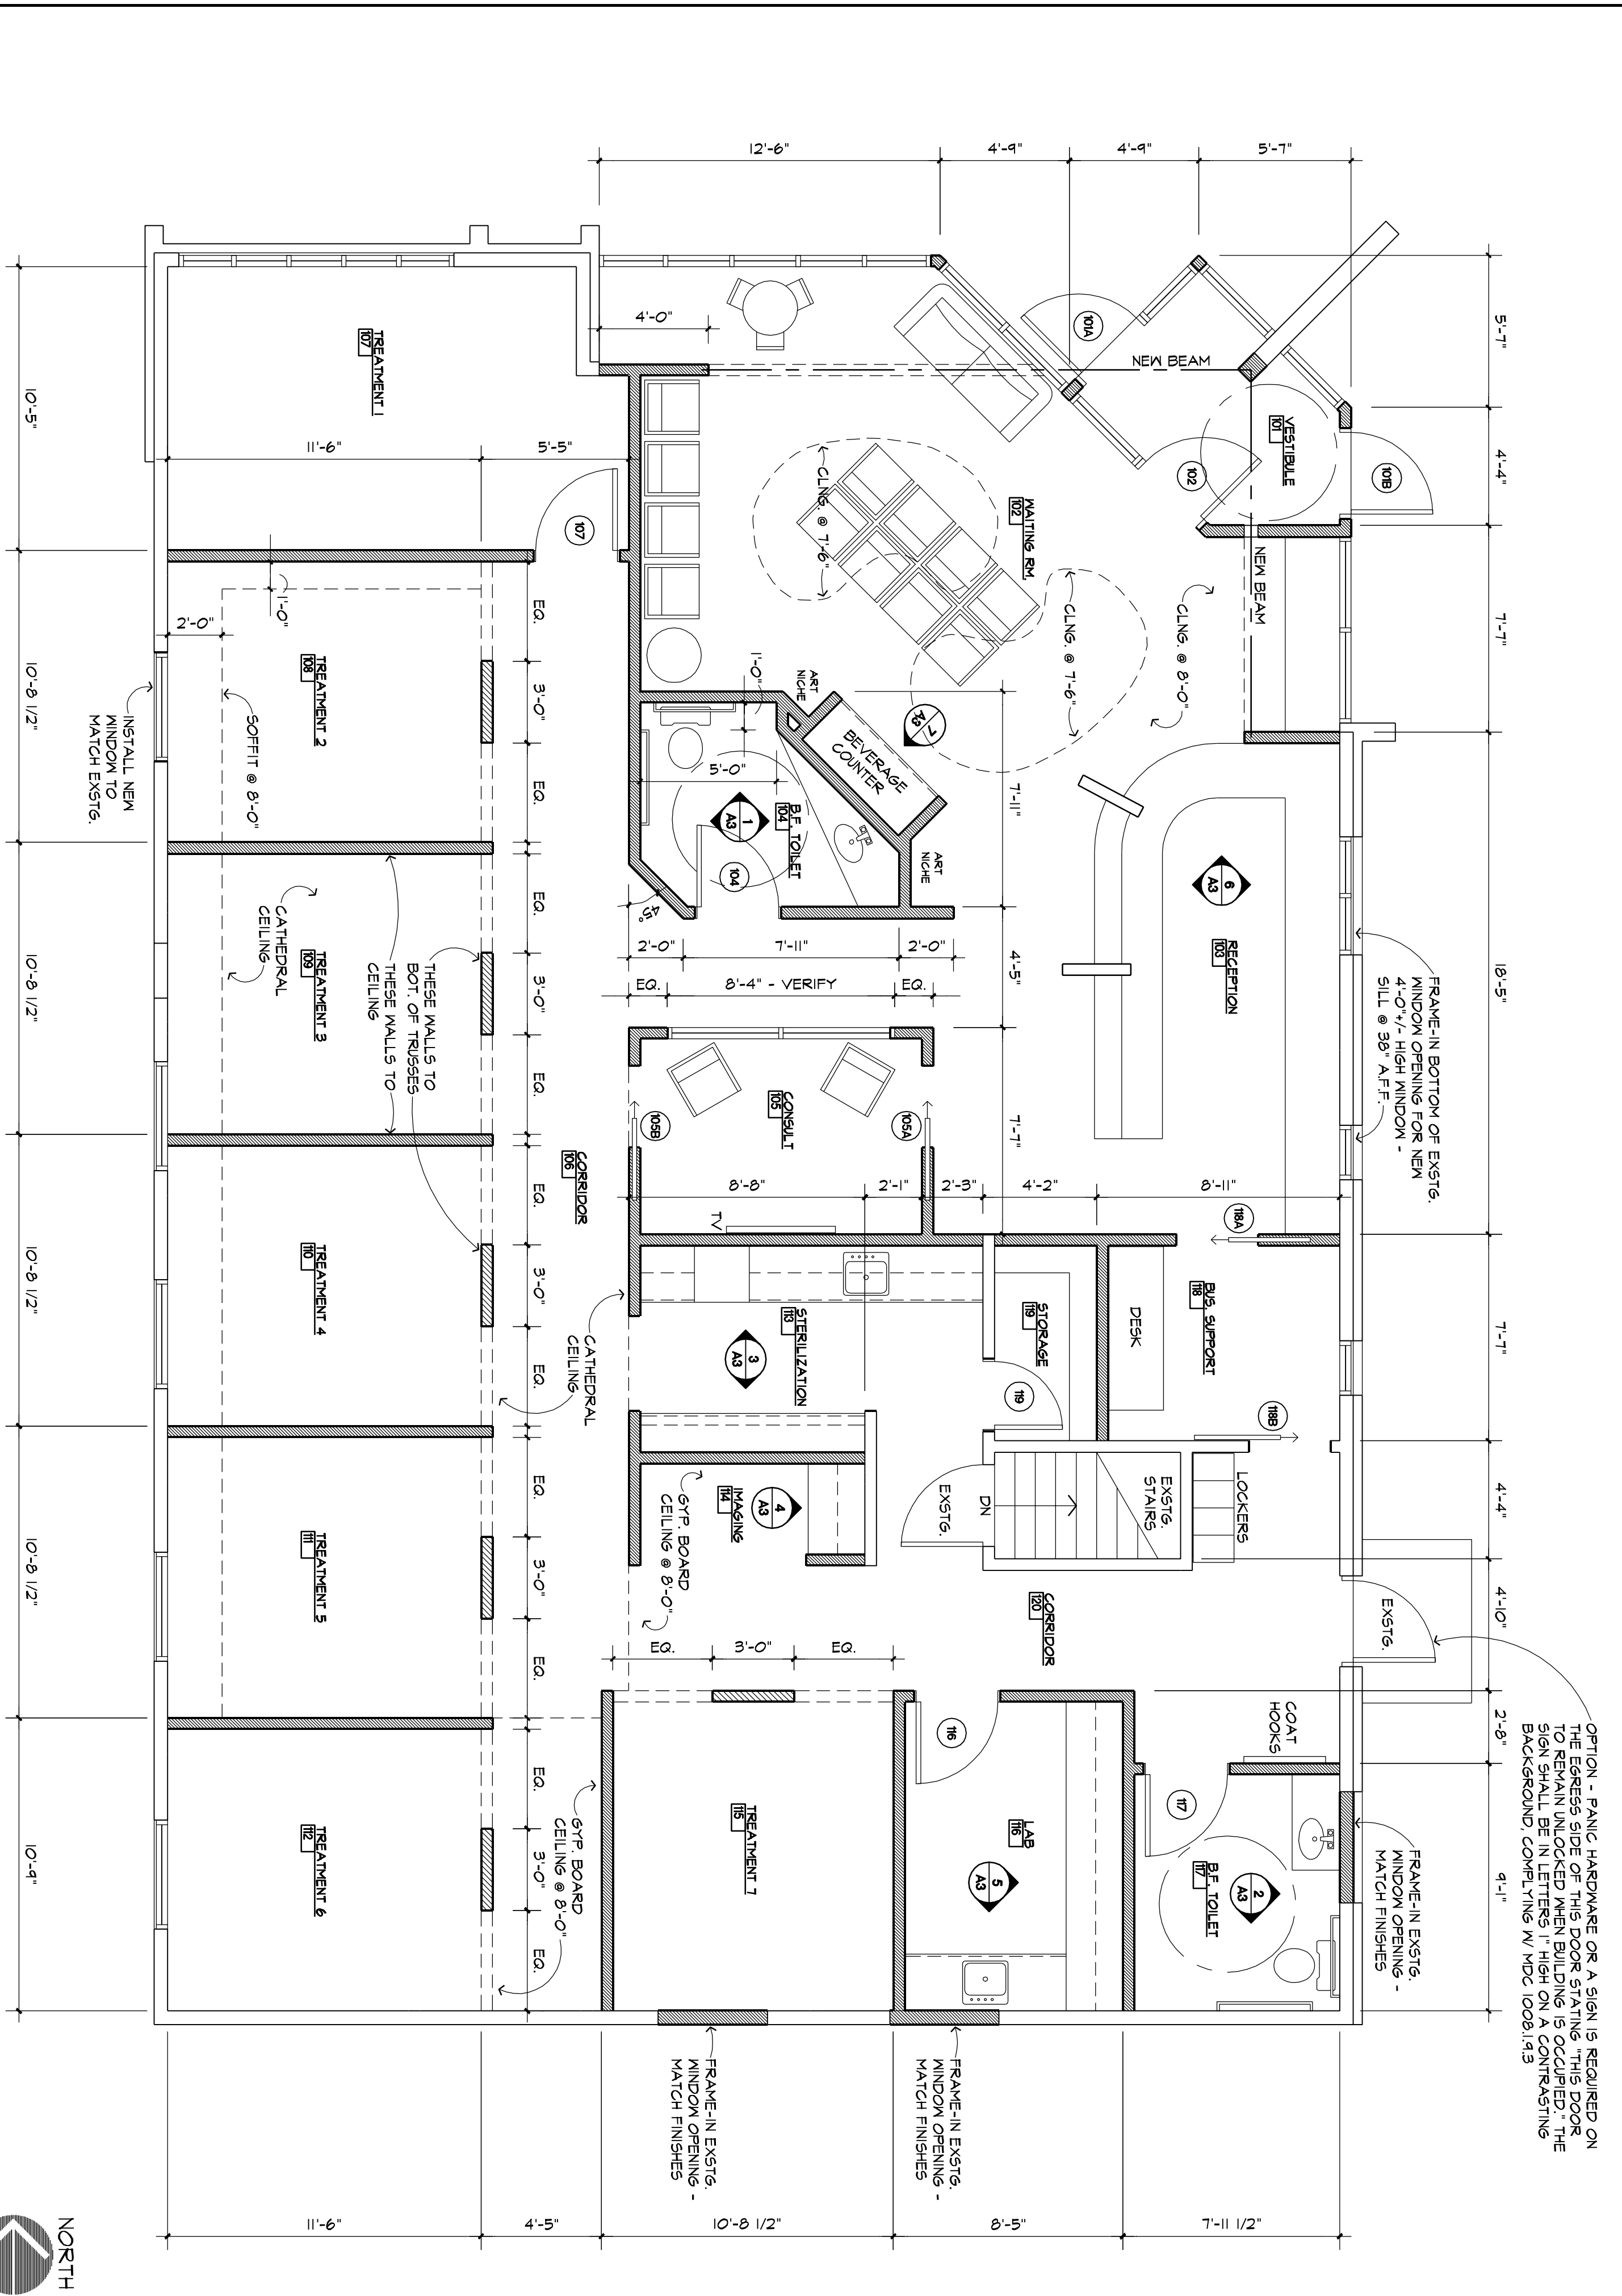 12'-6"
4'-9"
4'-9"
5'-7"
5'-7"
4'-4"
7'-7"
18'-5"
7'-7"
4'-4"
4'-10"
2'-8"
9'-1"
OPTION - PANIC HARDWARE OR A SIGN IS REQUIRED ON
THE EGRESS SIDE OF THIS DOOR STATING "THIS DOOR
TO REMAIN UNLOCKED WHEN BUILDING IS OCCUPIED." THE
SIGN SHALL BE IN LETTERS 1" HIGH ON A CONTRASTING
BACKGROUND, COMPLYING W/ MDC 1008.1.9.3
FRAME-IN BOTTOM OF EXSTG.
WINDOW OPENING FOR NEW
4'-0"+/- HIGH WINDOW -
SILL @ 38" A.F.F.
EXSTG.
FRAME-IN EXSTG.
WINDOW OPENING -
MATCH FINISHES
101A
NEW BEAM
VESTIBULE
101
101B
102
NEW BEAM
CLNG. @ 8'-0"
CLNG. @ 7'-6"
WAITING RM.
102
CLNG. @ 7'-6"
4'-0"
7
A3
BEVERAGE
COUNTER
ART
NICHE
ART
NICHE
1'-0"
5'-0"
1
A3
B.F. TOILET
104
104
45°
7'-11"
4'-5"
7'-7"
2'-0"
7'-11"
2'-0"
EQ.
8'-4" - VERIFY
EQ.
6
A3
RECEPTION
103
CONSULT
105
105A
105B
TV
8'-8"
2'-1"
2'-3"
4'-2"
8'-11"
118A
BUS. SUPPORT
118
DESK
118B
LOCKERS
STORAGE
119
119
STERILIZATION
113
3
A3
EXSTG.
STAIRS
DN
EXSTG.
IMAGING
114
4
A3
GYP. BOARD
CEILING @ 8'-0"
CORRIDOR
120
EQ.
3'-0"
EQ.
COAT
HOOKS
117
B.F. TOILET
117
2
A3
116
LAB
116
5
A3
TREATMENT 7
115
TREATMENT 1
107
11'-6"
5'-5"
107
CORRIDOR
106
CATHEDRAL
CEILING
GYP. BOARD
CEILING @ 8'-0"
EQ.
3'-0"
EQ.
EQ.
3'-0"
EQ.
EQ.
3'-0"
EQ.
EQ.
3'-0"
EQ.
EQ.
3'-0"
EQ.
1'-0"
2'-0"
TREATMENT 2
108
SOFFIT @ 8'-0"
TREATMENT 3
109
CATHEDRAL
CEILING
THESE WALLS TO
BOT. OF TRUSSES
THESE WALLS TO
CEILING
TREATMENT 4
110
TREATMENT 5
111
TREATMENT 6
112
INSTALL NEW
WINDOW TO
MATCH EXSTG.
10'-5"
10'-8 1/2"
10'-8 1/2"
10'-8 1/2"
10'-8 1/2"
10'-9"
FRAME-IN EXSTG.
WINDOW OPENING -
MATCH FINISHES
FRAME-IN EXSTG.
WINDOW OPENING -
MATCH FINISHES
11'-6"
4'-5"
10'-8 1/2"
8'-5"
7'-11 1/2"
NORTH